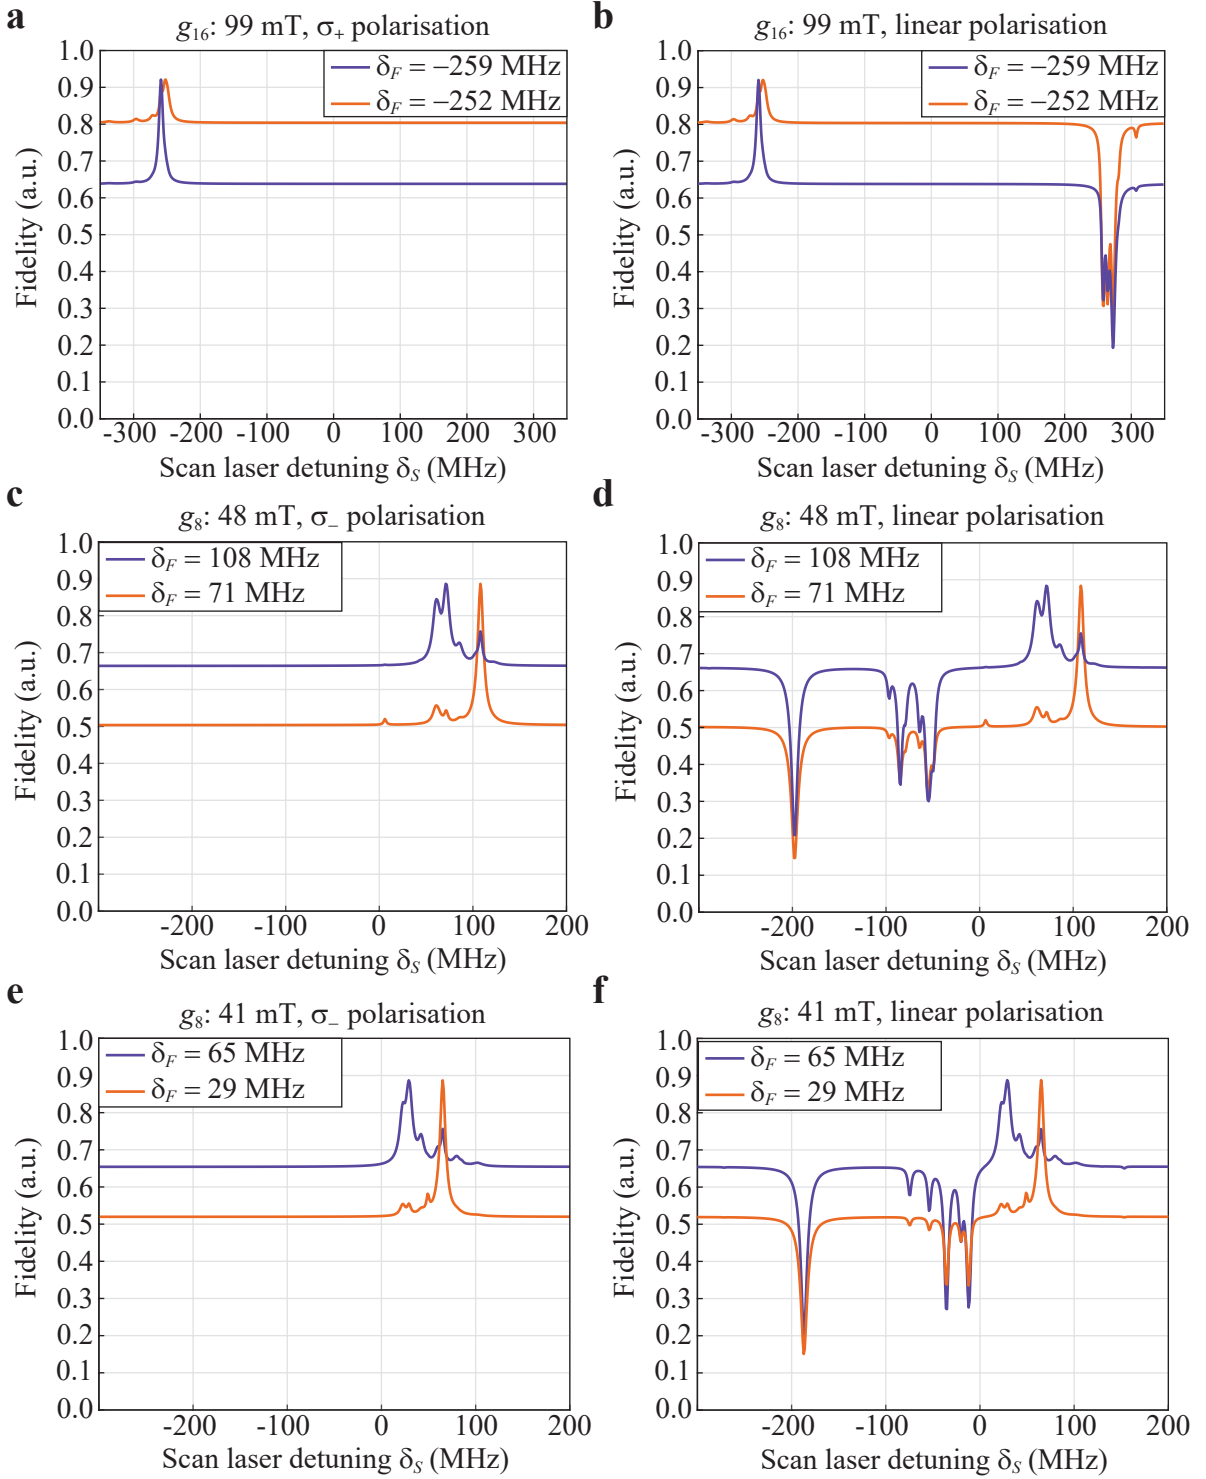 a
g₁₆: 99 mT, σ₊ polarisation
δF = −259 MHz
δF = −252 MHz
1.0
0.9
0.8
0.7
0.6
0.5
0.4
0.3
0.2
0.1
0.0
Fidelity (a.u.)
-300 -200 -100 0 100 200 300
Scan laser detuning δS (MHz)
b
g₁₆: 99 mT, linear polarisation
δF = −259 MHz
δF = −252 MHz
1.0
0.9
0.8
0.7
0.6
0.5
0.4
0.3
0.2
0.1
0.0
Fidelity (a.u.)
-300 -200 -100 0 100 200 300
Scan laser detuning δS (MHz)
c
g₈: 48 mT, σ₋ polarisation
δF = 108 MHz
δF = 71 MHz
1.0
0.9
0.8
0.7
0.6
0.5
0.4
0.3
0.2
0.1
0.0
Fidelity (a.u.)
-200 -100 0 100 200
Scan laser detuning δS (MHz)
d
g₈: 48 mT, linear polarisation
δF = 108 MHz
δF = 71 MHz
1.0
0.9
0.8
0.7
0.6
0.5
0.4
0.3
0.2
0.1
0.0
Fidelity (a.u.)
-200 -100 0 100 200
Scan laser detuning δS (MHz)
e
g₈: 41 mT, σ₋ polarisation
δF = 65 MHz
δF = 29 MHz
1.0
0.9
0.8
0.7
0.6
0.5
0.4
0.3
0.2
0.1
0.0
Fidelity (a.u.)
-200 -100 0 100 200
Scan laser detuning δS (MHz)
f
g₈: 41 mT, linear polarisation
δF = 65 MHz
δF = 29 MHz
1.0
0.9
0.8
0.7
0.6
0.5
0.4
0.3
0.2
0.1
0.0
Fidelity (a.u.)
-200 -100 0 100 200
Scan laser detuning δS (MHz)